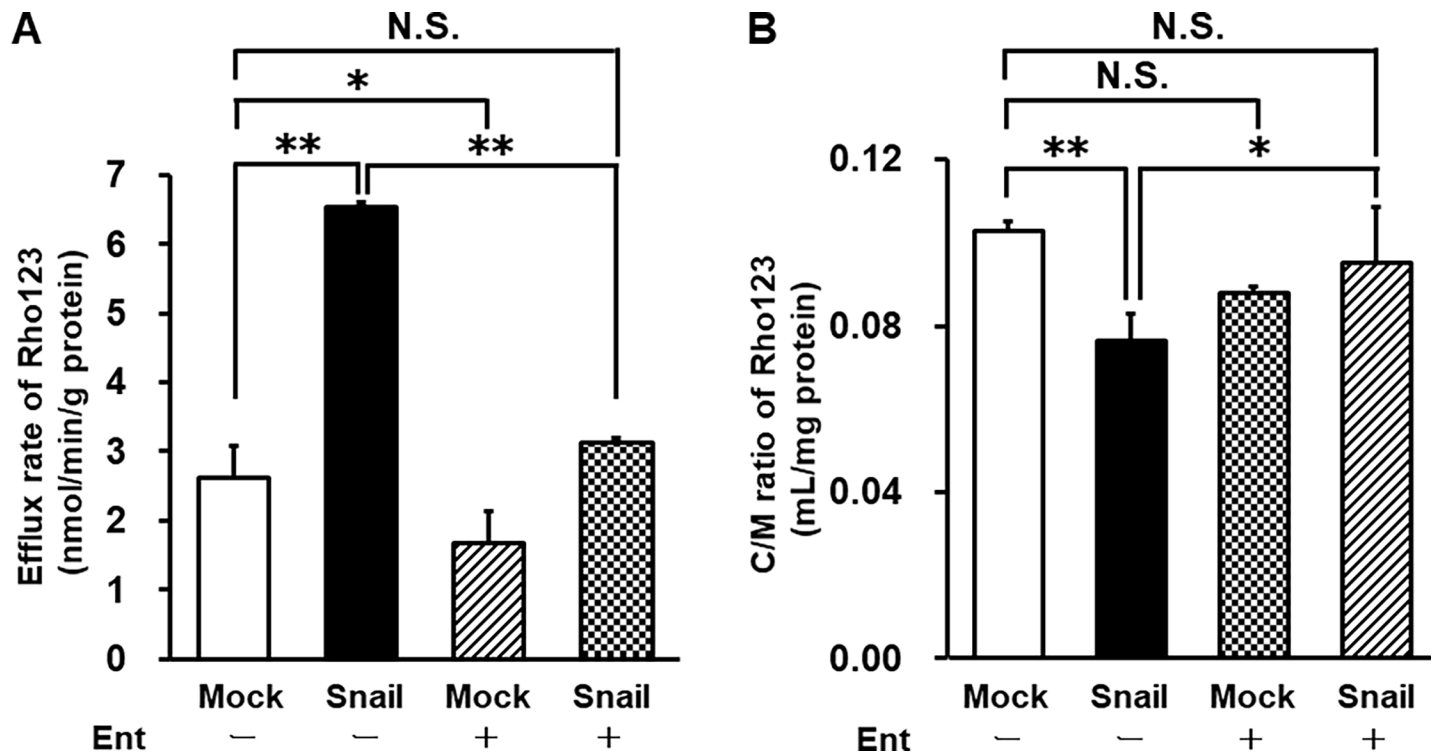 A
N.S.
*
**
**
7
6
5
4
3
2
1
0
Efflux rate of Rho123
(nmol/min/g protein)
Mock Snail Mock Snail
Ent – – + +
B
N.S.
N.S.
**
*
0.12
0.08
0.04
0.00
C/M ratio of Rho123
(mL/mg protein)
Mock Snail Mock Snail
Ent – – + +